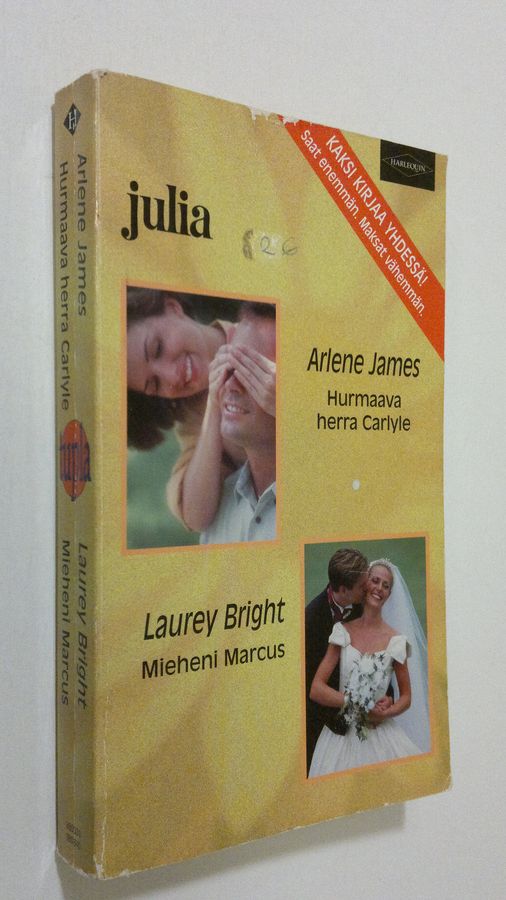 julia
26
HARLEQUIN
KAKSI KIRJAA YHDESSÄ!
Saat enemmän. Maksat vähemmän.
Arlene James
Hurmaava
herra Carlyle
Laurey Bright
Mieheni Marcus
H
Arlene James
Hurmaava herra Carlyle
Laurey Bright
Mieheni Marcus